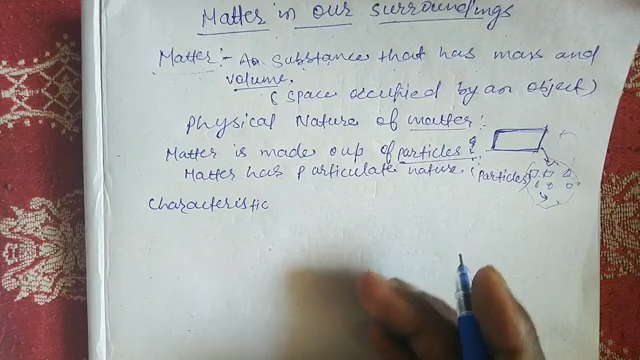 Matter in our surroundings
Matter :- An substance that has mass and
volume.
( space occupied by an object)
Physical Nature of matter :
Matter is made oup of particles
Matter has particulate nature. (particles)
characteristic